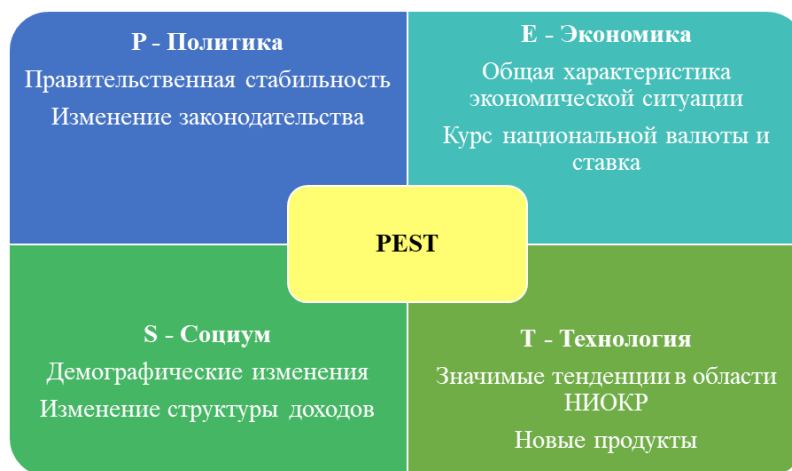 P - Политика
Правительственная стабильность
Изменение законодательства
E - Экономика
Общая характеристика
экономической ситуации
Курс национальной валюты и
ставка
PEST
S - Социум
Демографические изменения
Изменение структуры доходов
T - Технология
Значимые тенденции в области
НИОКР
Новые продукты